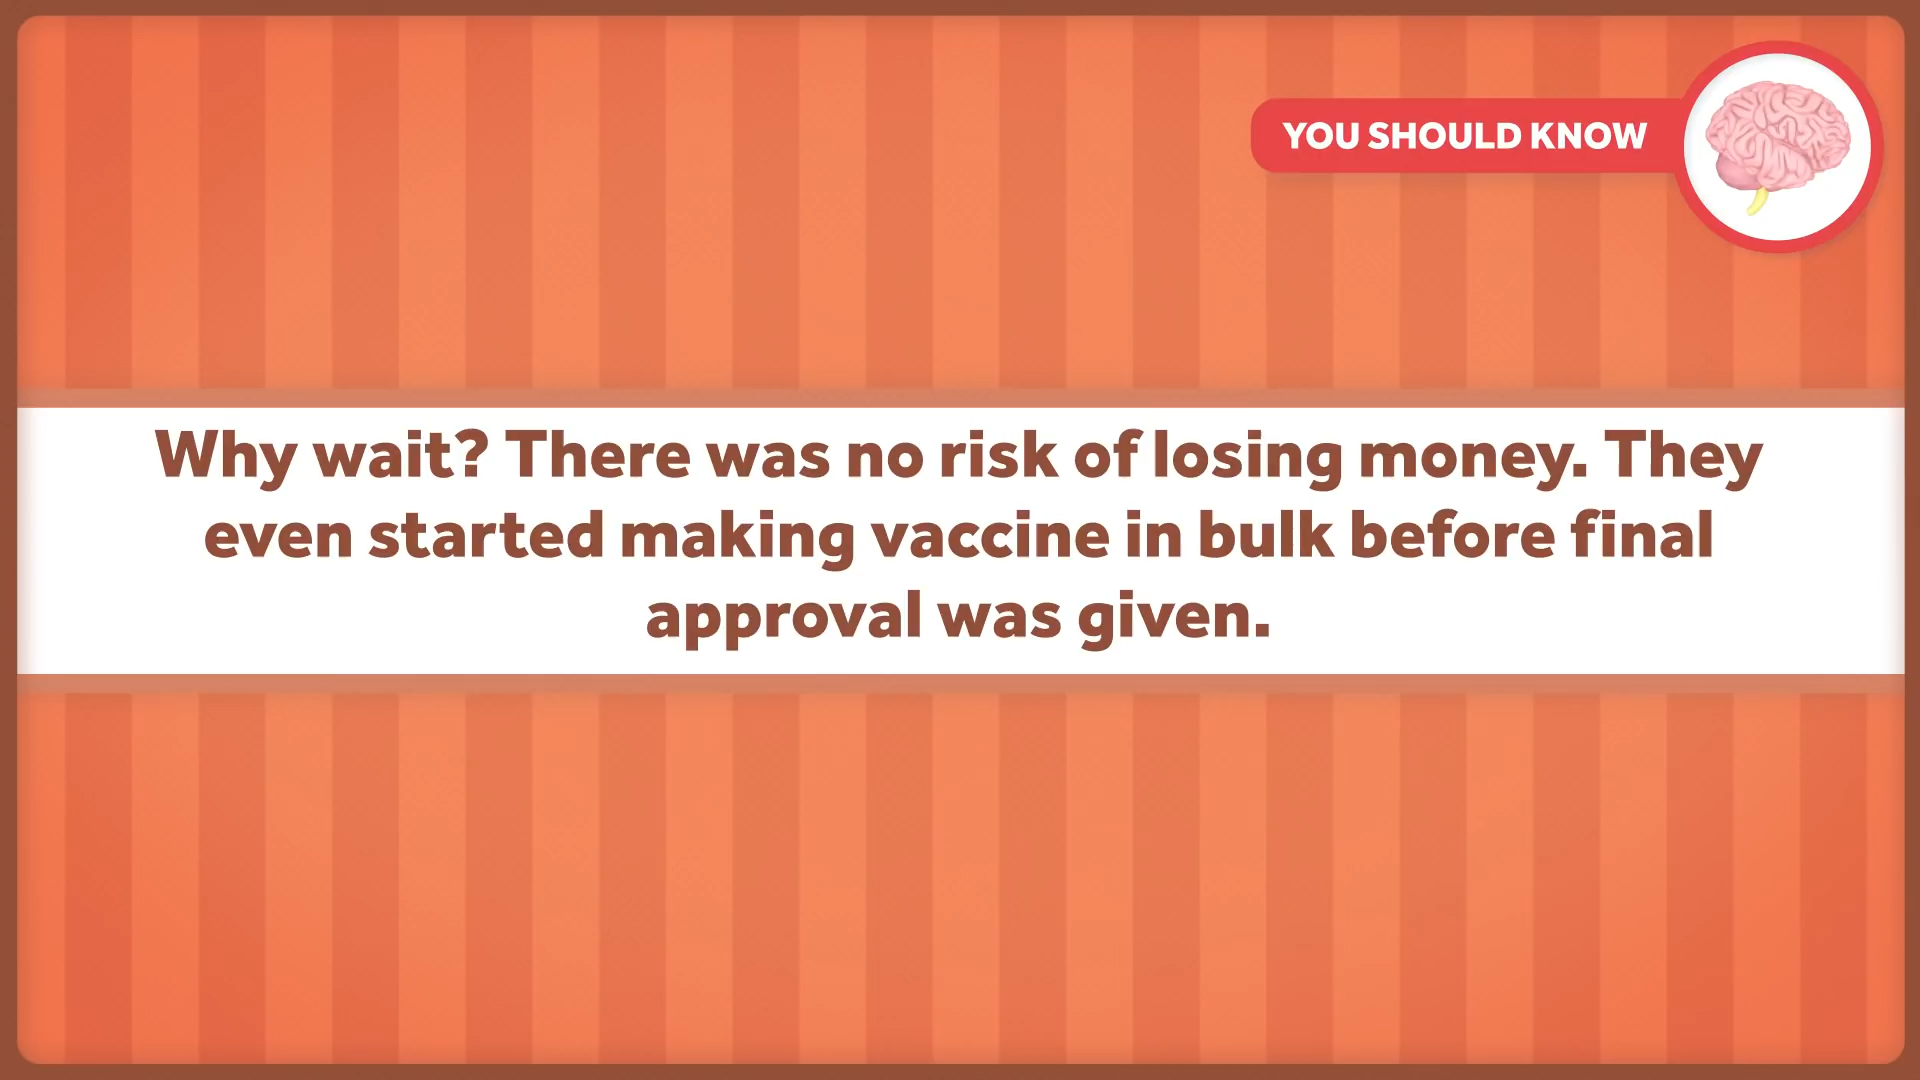 YOU SHOULD KNOW
Why wait? There was no risk of losing money. They
even started making vaccine in bulk before final
approval was given.